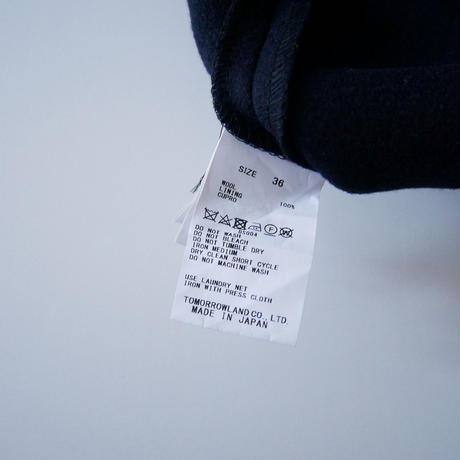 SIZE 36
WOOL
LINING
CUPRO 100%
05004
DO NOT WASH
DO NOT BLEACH
DO NOT TUMBLE DRY
IRON MEDIUM
DRY CLEAN SHORT CYCLE
DO NOT MACHINE WASH
USE LAUNDRY NET
IRON WITH PRESS CLOTH
TOMORROWLAND CO., LTD.
MADE IN JAPAN